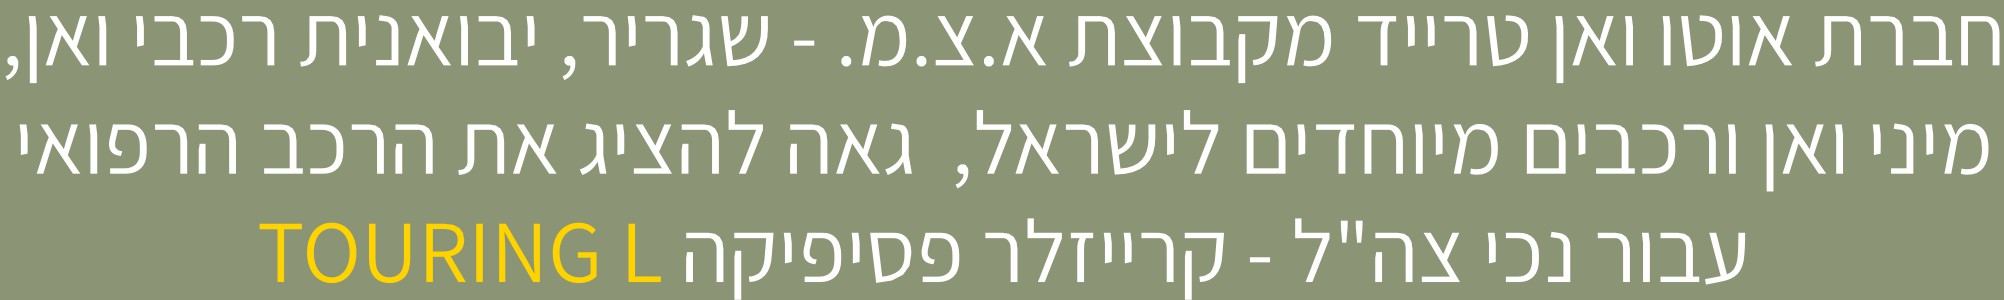 חברת אוטו ואן טרייד מקבוצת א.צ.מ. - שגריר, יבואנית רכבי ואן,
מיני ואן ורכבים מיוחדים לישראל, גאה להציג את הרכב הרפואי
עבור נכי צה"ל - קרייזלר פסיפיקה TOURING L